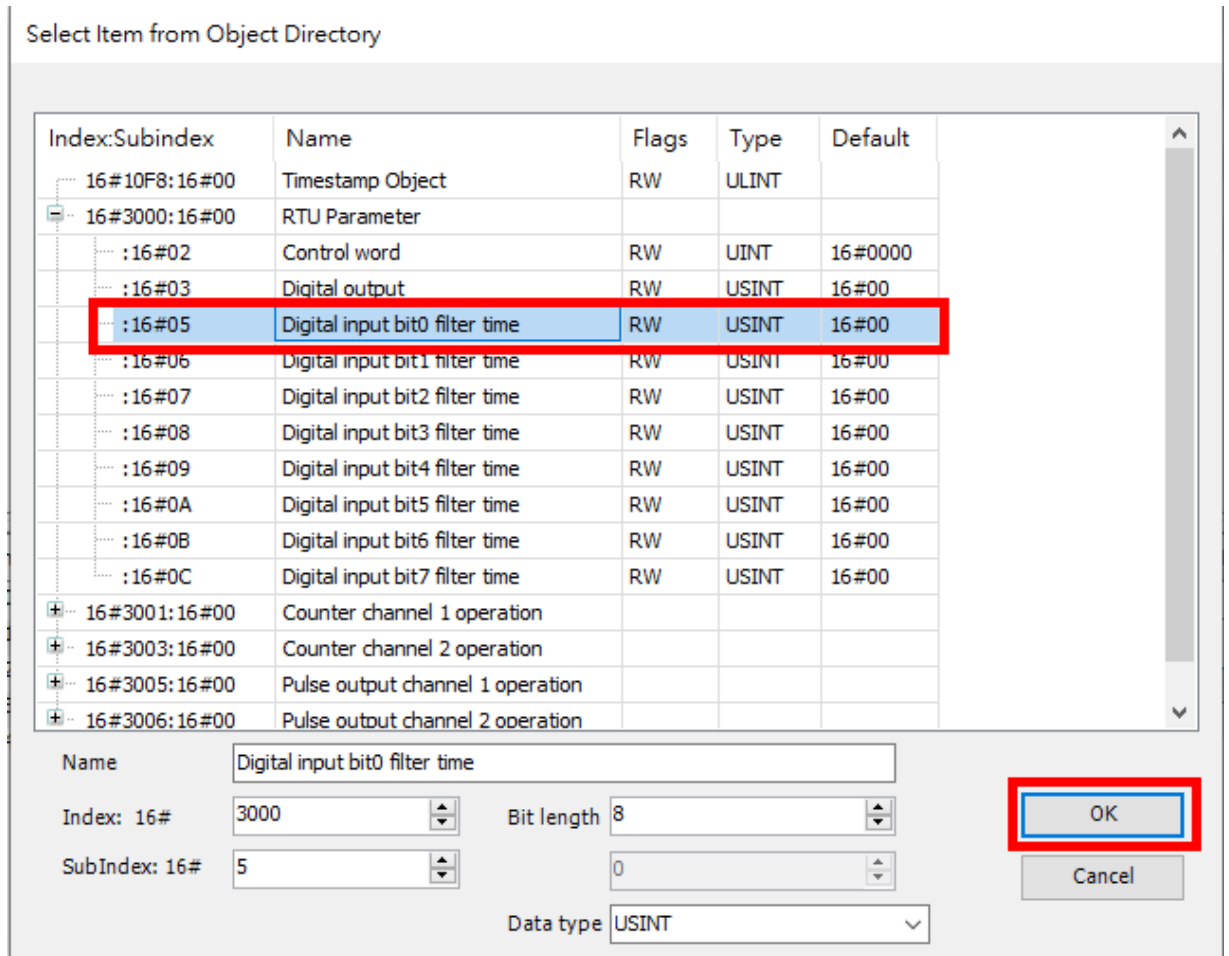 Select Item from Object Directory
Index:Subindex Name Flags Type Default
16#10F8:16#00 Timestamp Object RW ULINT
16#3000:16#00 RTU Parameter
:16#02 Control word RW UINT 16#0000
:16#03 Digital output RW USINT 16#00
:16#05 Digital input bit0 filter time RW USINT 16#00
:16#06 Digital input bit1 filter time RW USINT 16#00
:16#07 Digital input bit2 filter time RW USINT 16#00
:16#08 Digital input bit3 filter time RW USINT 16#00
:16#09 Digital input bit4 filter time RW USINT 16#00
:16#0A Digital input bit5 filter time RW USINT 16#00
:16#0B Digital input bit6 filter time RW USINT 16#00
:16#0C Digital input bit7 filter time RW USINT 16#00
16#3001:16#00 Counter channel 1 operation
16#3003:16#00 Counter channel 2 operation
16#3005:16#00 Pulse output channel 1 operation
16#3006:16#00 Pulse output channel 2 operation
Name Digital input bit0 filter time
Index: 16# 3000 Bit length 8 OK
SubIndex: 16# 5 0 Cancel
Data type USINT